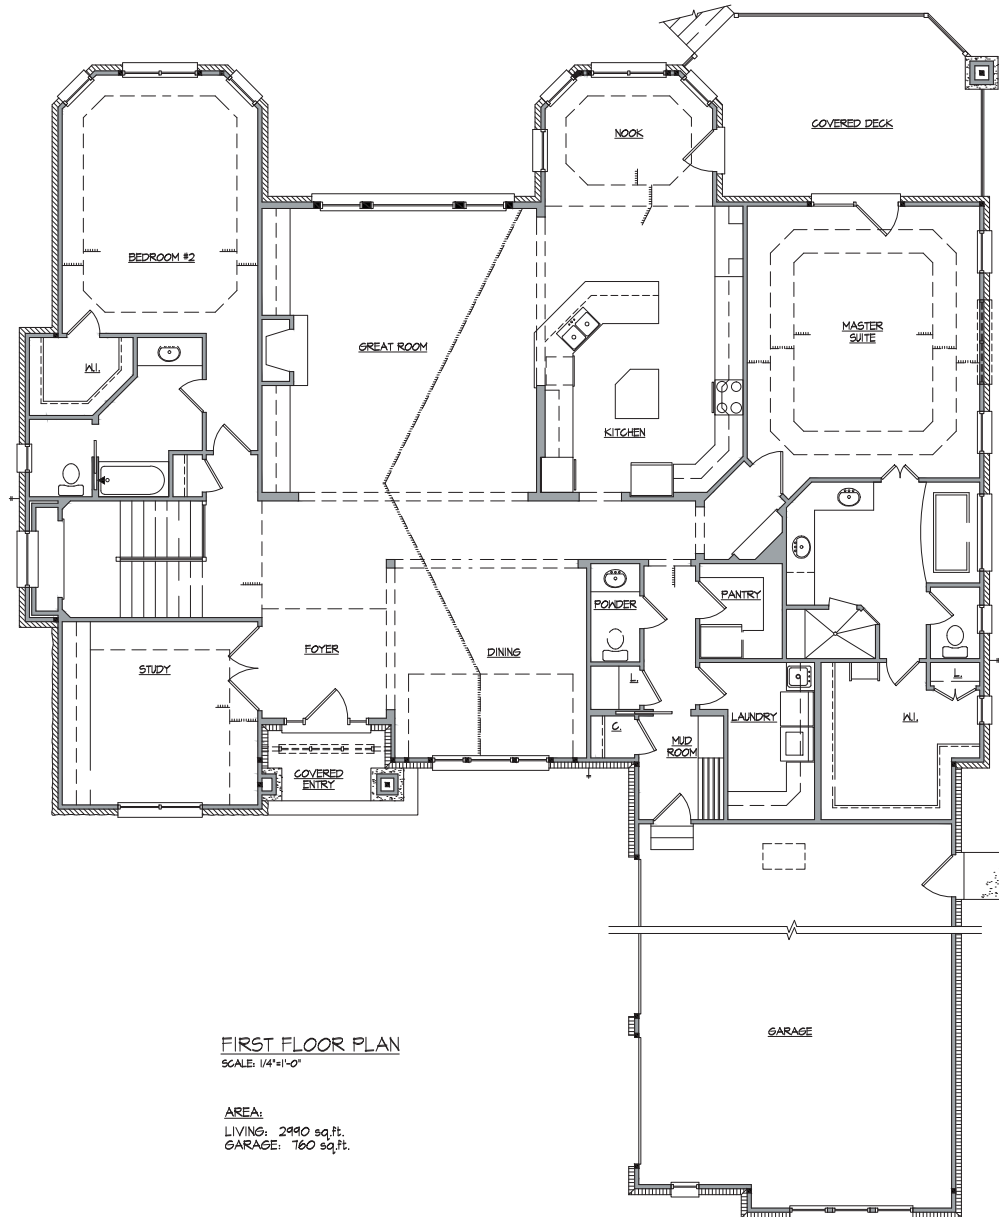 COVERED DECK
NOOK
BEDROOM #2
GREAT ROOM
MASTER
SUITE
W.I.
KITCHEN
PANTRY
POWDER
FOYER
DINING
STUDY
L.
L.
C.
LAUNDRY
W.I.
MUD
ROOM
COVERED
ENTRY
GARAGE
FIRST FLOOR PLAN
SCALE: 1/4"=1'-0"
AREA:
LIVING: 2990 sq.ft.
GARAGE: 760 sq.ft.